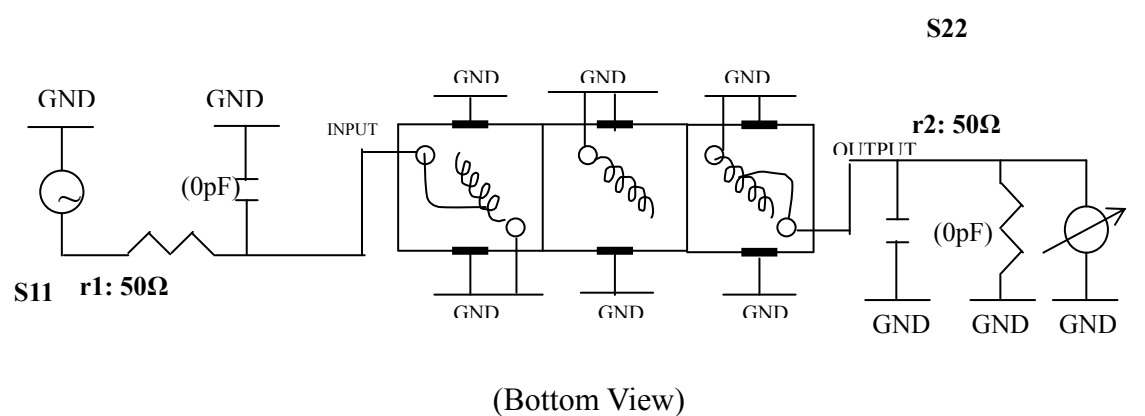 S22
GND
GND
GND
GND
GND
INPUT
r2: 50Ω
OUTPUT
(0pF)
(0pF)
S11
r1: 50Ω
GND
GND
GND
GND
GND
GND
(Bottom View)